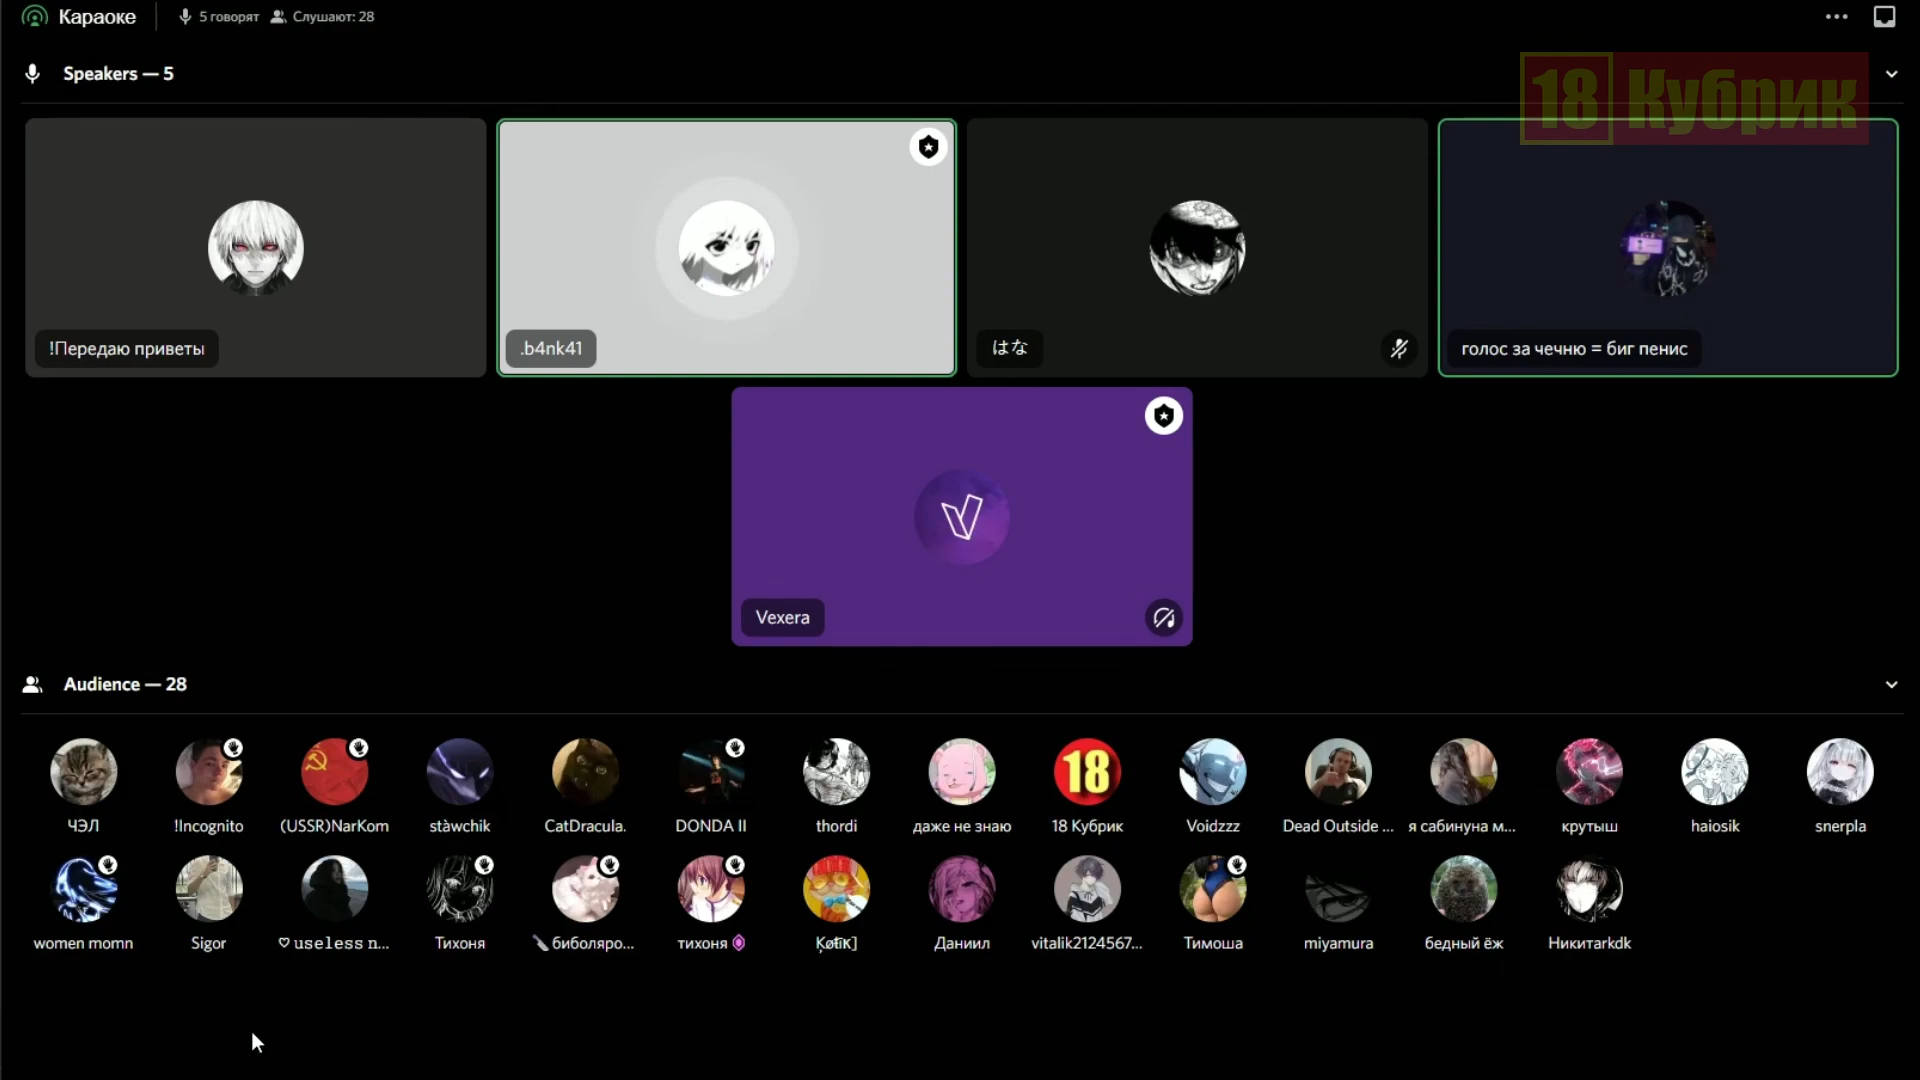 Караоке
5 говорят
Слушают: 28
Speakers — 5
18 Кубрик
!Передаю приветы
.b4nk41
はな
голос за чечню = биг пенис
Vexera
Audience — 28
18
ЧЭЛ
!Incognito
(USSR)NarKom
stàwchik
CatDracula.
DONDA II
thordi
даже не знаю
18 Кубрик
Voidzzz
Dead Outside ...
я сабинуна м...
крутыш
haiosik
snerpla
women momn
Sigor
♡ useless n...
Тихоня
биболяро...
тихоня
Даниил
vitalik2124567...
Тимоша
miyamura
бедный ёж
Никитаrkdk